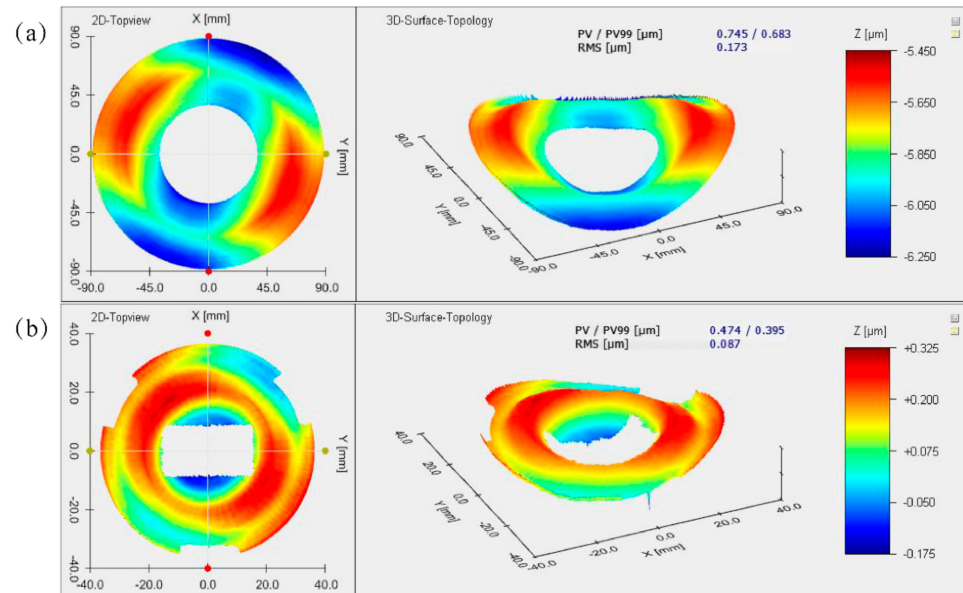 (a)
2D-Topview
X [mm]
90.0
45.0
0.0
-45.0
-90.0
Y [mm]
-90.0 -45.0 0.0 45.0 90.0
3D-Surface-Topology
PV / PV99 [µm] 0.745 / 0.683
RMS [µm] 0.173
90.0
45.0
0.0
-45.0
-90.0
Y [mm]
-90.0
-45.0
0.0
45.0
90.0
X [mm]
Z [µm]
-5.450
-5.650
-5.850
-6.050
-6.250
(b)
2D-Topview
X [mm]
40.0
20.0
0.0
-20.0
-40.0
Y [mm]
-40.0 -20.0 0.0 20.0 40.0
3D-Surface-Topology
PV / PV99 [µm] 0.474 / 0.395
RMS [µm] 0.087
40.0
20.0
0.0
-20.0
-40.0
Y [mm]
-40.0
-20.0
0.0
20.0
40.0
X [mm]
Z [µm]
+0.325
+0.200
+0.075
-0.050
-0.175